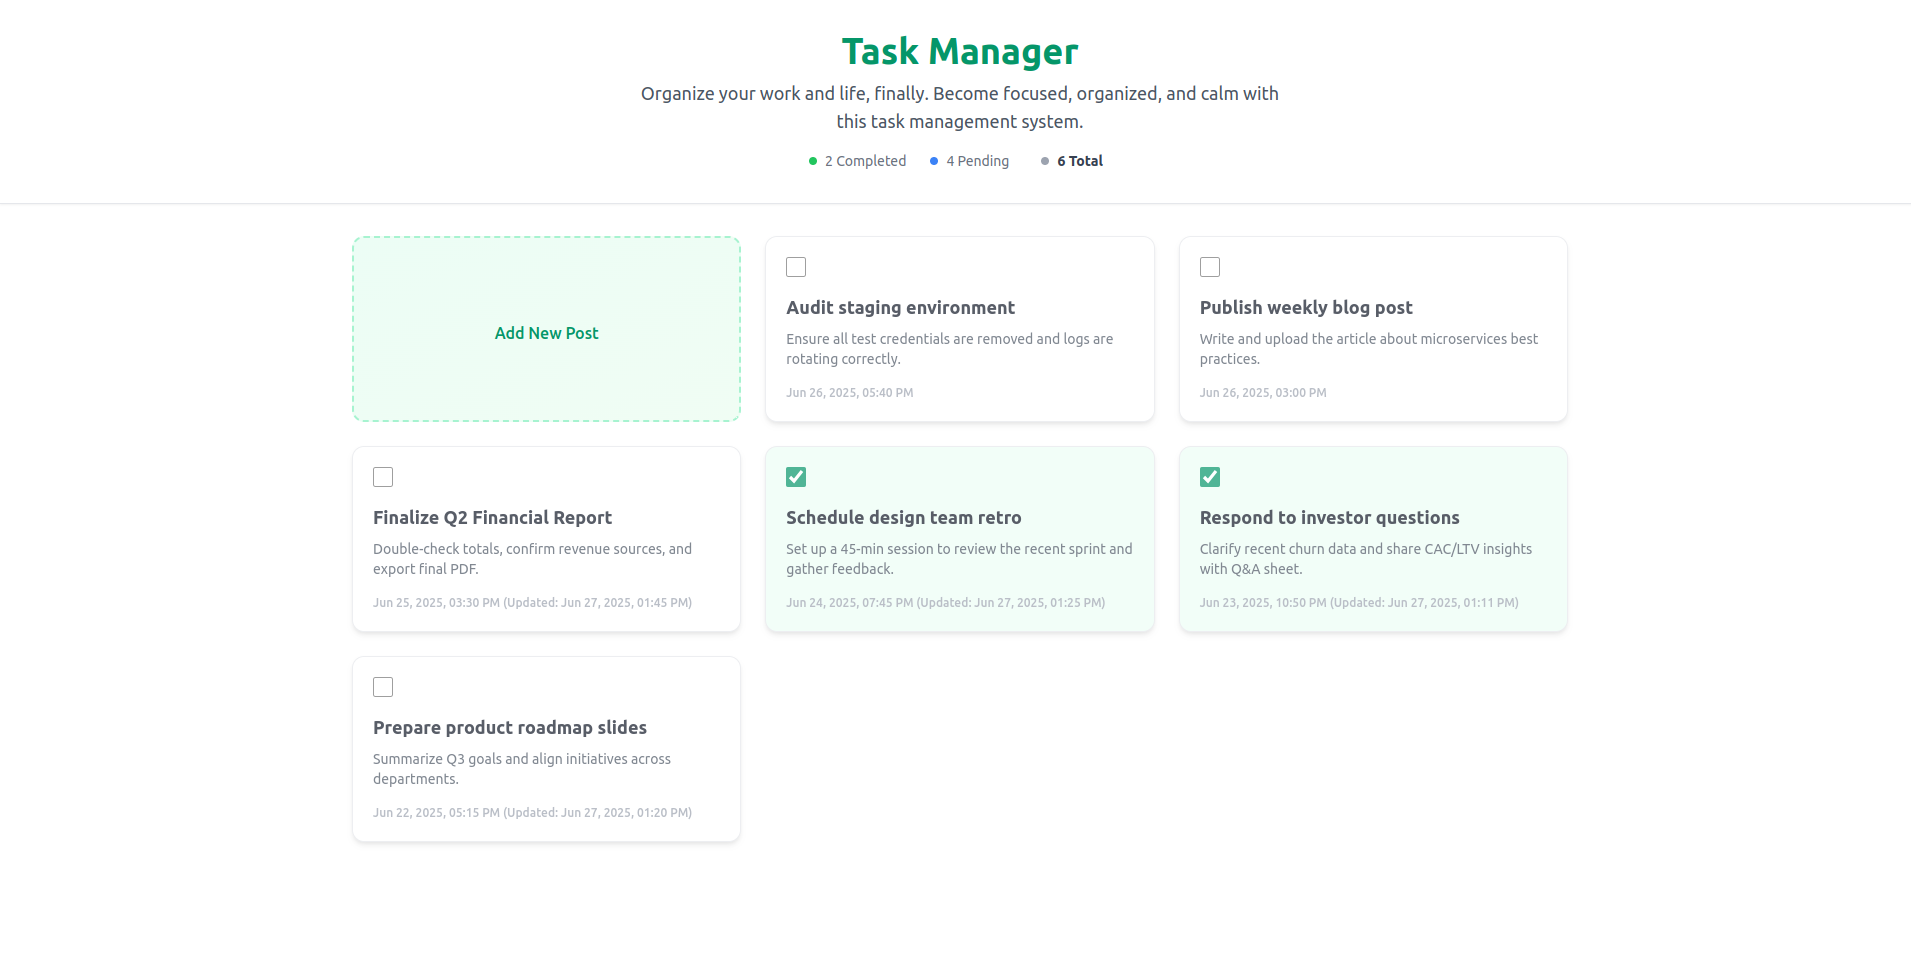 Task Manager
Organize your work and life, finally. Become focused, organized, and calm with
this task management system.
2 Completed
4 Pending
6 Total
Add New Post
Audit staging environment
Ensure all test credentials are removed and logs are
rotating correctly.
Jun 26, 2025, 05:40 PM
Publish weekly blog post
Write and upload the article about microservices best
practices.
Jun 26, 2025, 03:00 PM
Finalize Q2 Financial Report
Double-check totals, confirm revenue sources, and
export final PDF.
Jun 25, 2025, 03:30 PM (Updated: Jun 27, 2025, 01:45 PM)
Schedule design team retro
Set up a 45-min session to review the recent sprint and
gather feedback.
Jun 24, 2025, 07:45 PM (Updated: Jun 27, 2025, 01:25 PM)
Respond to investor questions
Clarify recent churn data and share CAC/LTV insights
with Q&A sheet.
Jun 23, 2025, 10:50 PM (Updated: Jun 27, 2025, 01:11 PM)
Prepare product roadmap slides
Summarize Q3 goals and align initiatives across
departments.
Jun 22, 2025, 05:15 PM (Updated: Jun 27, 2025, 01:20 PM)